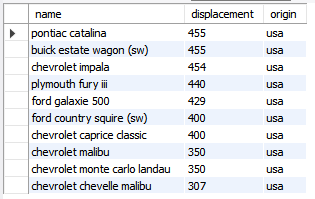 name displacement origin
pontiac catalina 455 usa
buick estate wagon (sw) 455 usa
chevrolet impala 454 usa
plymouth fury iii 440 usa
ford galaxie 500 429 usa
ford country squire (sw) 400 usa
chevrolet caprice classic 400 usa
chevrolet malibu 350 usa
chevrolet monte carlo landau 350 usa
chevrolet chevelle malibu 307 usa